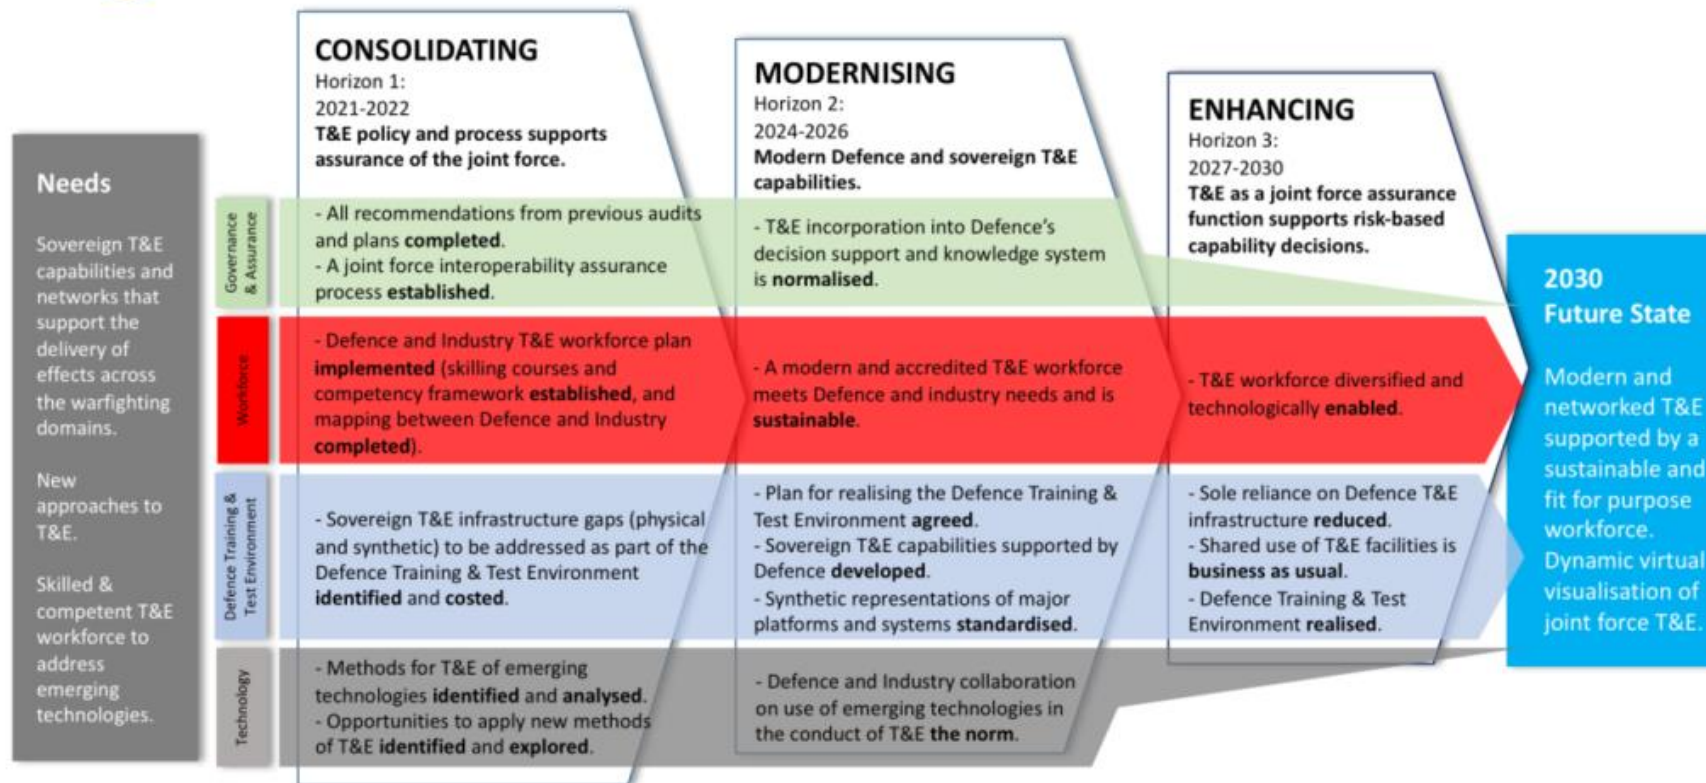 Needs
Sovereign T&E
capabilities and
networks that
support the
delivery of
effects across
the warfighting
domains.
New
approaches to
T&E.
Skilled &
competent T&E
workforce to
address
emerging
technologies.
CONSOLIDATING
Horizon 1:
2021-2022
T&E policy and process supports
assurance of the joint force.
MODERNISING
Horizon 2:
2024-2026
Modern Defence and sovereign T&E
capabilities.
ENHANCING
Horizon 3:
2027-2030
T&E as a joint force assurance
function supports risk-based
capability decisions.
Governance
& Assurance
- All recommendations from previous audits
and plans completed.
- A joint force interoperability assurance
process established.
- T&E incorporation into Defence's
decision support and knowledge system
is normalised.
Workforce
- Defence and Industry T&E workforce plan
implemented (skilling courses and
competency framework established, and
mapping between Defence and Industry
completed).
- A modern and accredited T&E workforce
meets Defence and industry needs and is
sustainable.
- T&E workforce diversified and
technologically enabled.
Defence Training &
Test Environment
- Sovereign T&E infrastructure gaps (physical
and synthetic) to be addressed as part of the
Defence Training & Test Environment
identified and costed.
- Plan for realising the Defence Training &
Test Environment agreed.
- Sovereign T&E capabilities supported by
Defence developed.
- Synthetic representations of major
platforms and systems standardised.
- Sole reliance on Defence T&E
infrastructure reduced.
- Shared use of T&E facilities is
business as usual.
- Defence Training & Test
Environment realised.
Technology
- Methods for T&E of emerging
technologies identified and analysed.
- Opportunities to apply new methods
of T&E identified and explored.
- Defence and Industry collaboration
on use of emerging technologies in
the conduct of T&E the norm.
2030
Future State
Modern and
networked T&E
supported by a
sustainable and
fit for purpose
workforce.
Dynamic virtual
visualisation of
joint force T&E.